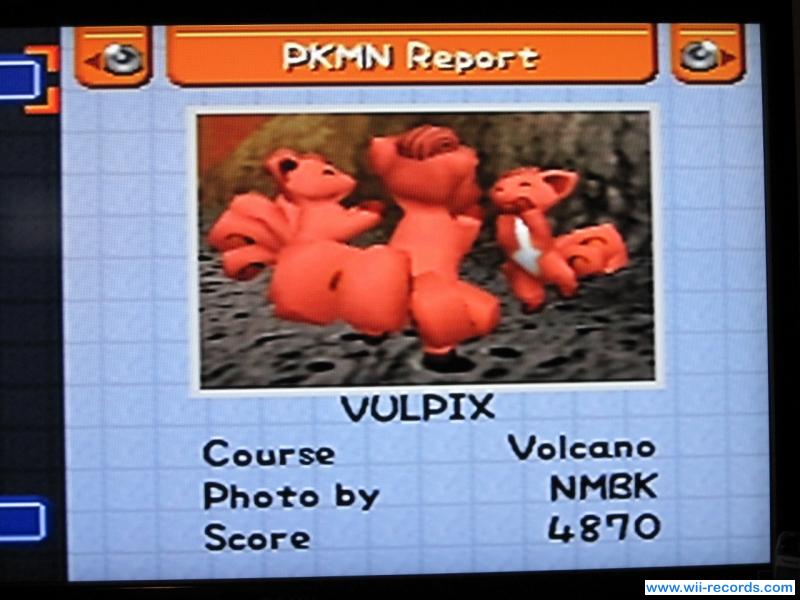 PKMN Report
VULPIX
Course Volcano
Photo by NMBK
Score 4870
www.wii-records.com